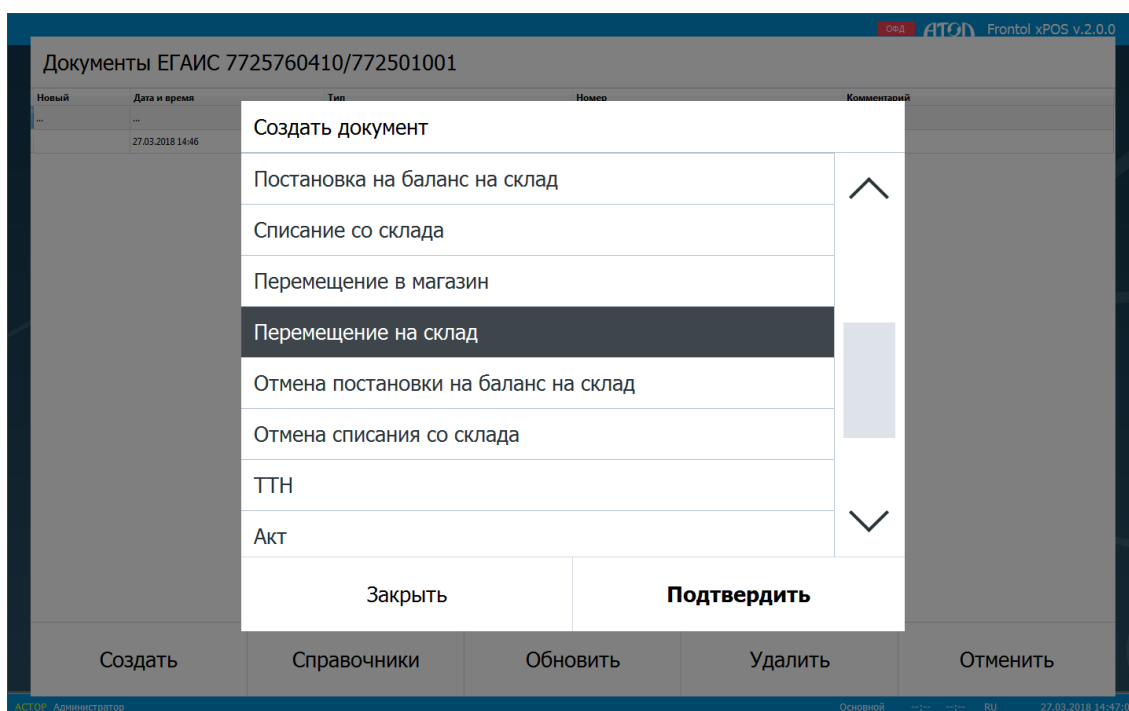 ОФД АТОЛ Frontol xPOS v.2.0.0
Документы ЕГАИС 7725760410/772501001
Новый Дата и время Тип Номер Комментарий
... ...
27.03.2018 14:46
Создать документ
Постановка на баланс на склад
Списание со склада
Перемещение в магазин
Перемещение на склад
Отмена постановки на баланс на склад
Отмена списания со склада
ТТН
Акт
Закрыть Подтвердить
Создать Справочники Обновить Удалить Отменить
АСТОР Администратор Основной --:-- --:-- RU 27.03.2018 14:47:0